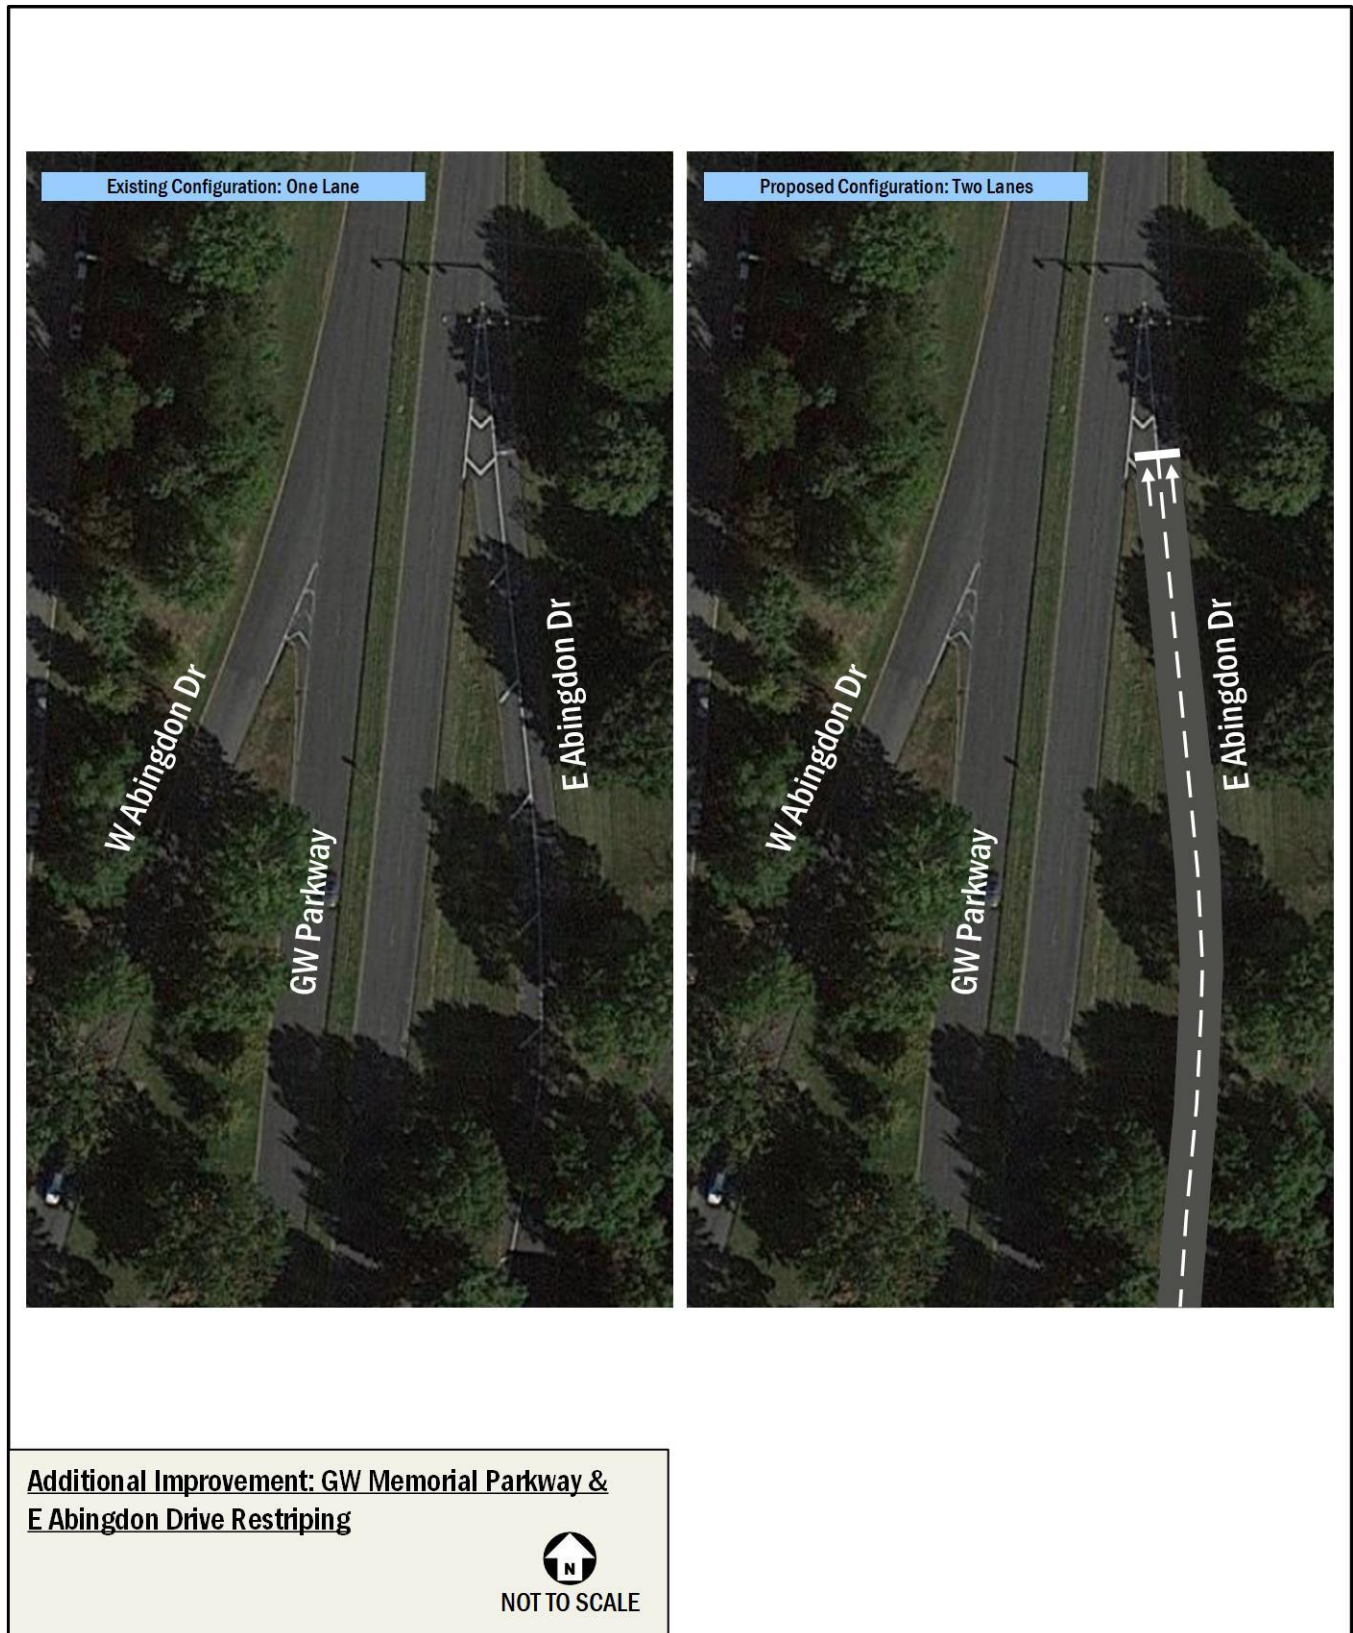 Existing Configuration: One Lane
Proposed Configuration: Two Lanes
W Abingdon Dr
GW Parkway
E Abingdon Dr
W Abingdon Dr
GW Parkway
E Abingdon Dr
Additional Improvement: GW Memorial Parkway &
E Abingdon Drive Restriping
N
NOT TO SCALE